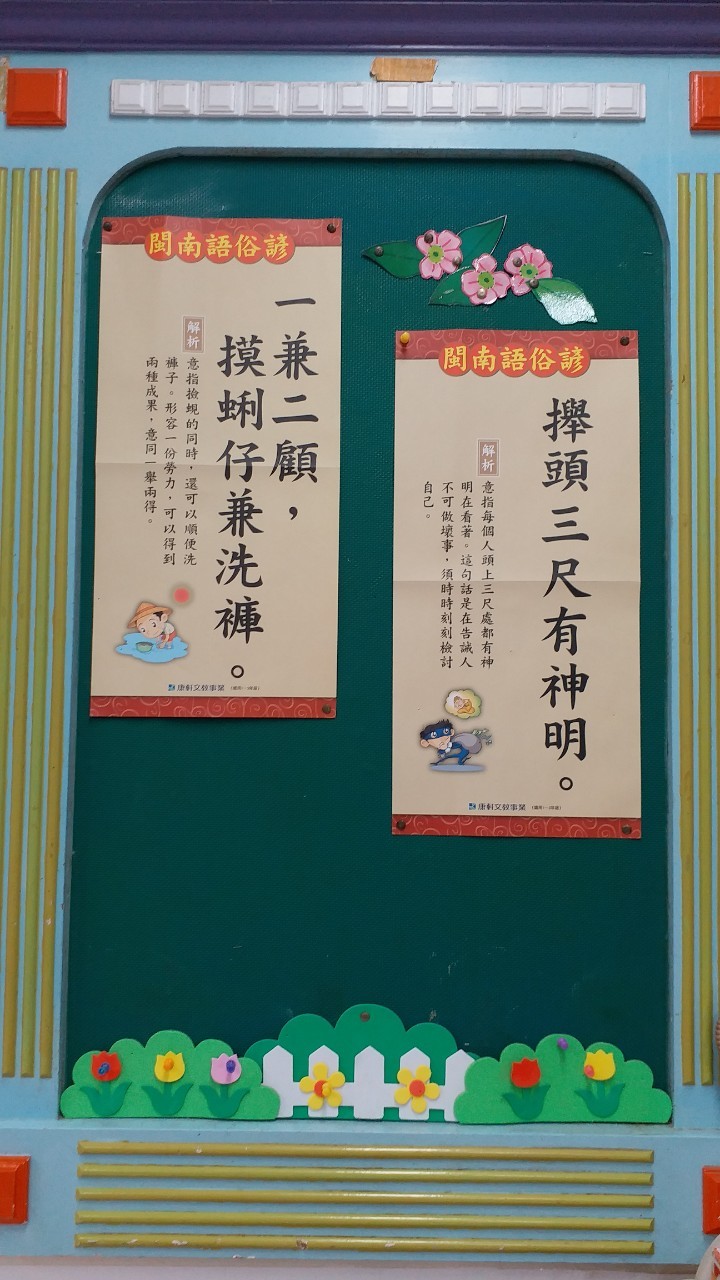 閩南語俗諺
一兼二顧，
摸蜊仔兼洗褲。
解析
意指撿蜆的同時，還可以順便洗
褲子。形容一份勞力，可以得到
兩種成果，意同一舉兩得。
康軒文教事業
閩南語俗諺
攑頭三尺有神明。
解析
意指每個人頭上三尺處都有神
明在看著。這句話是在告誡人
不可做壞事，須時時刻刻檢討
自己。
康軒文教事業